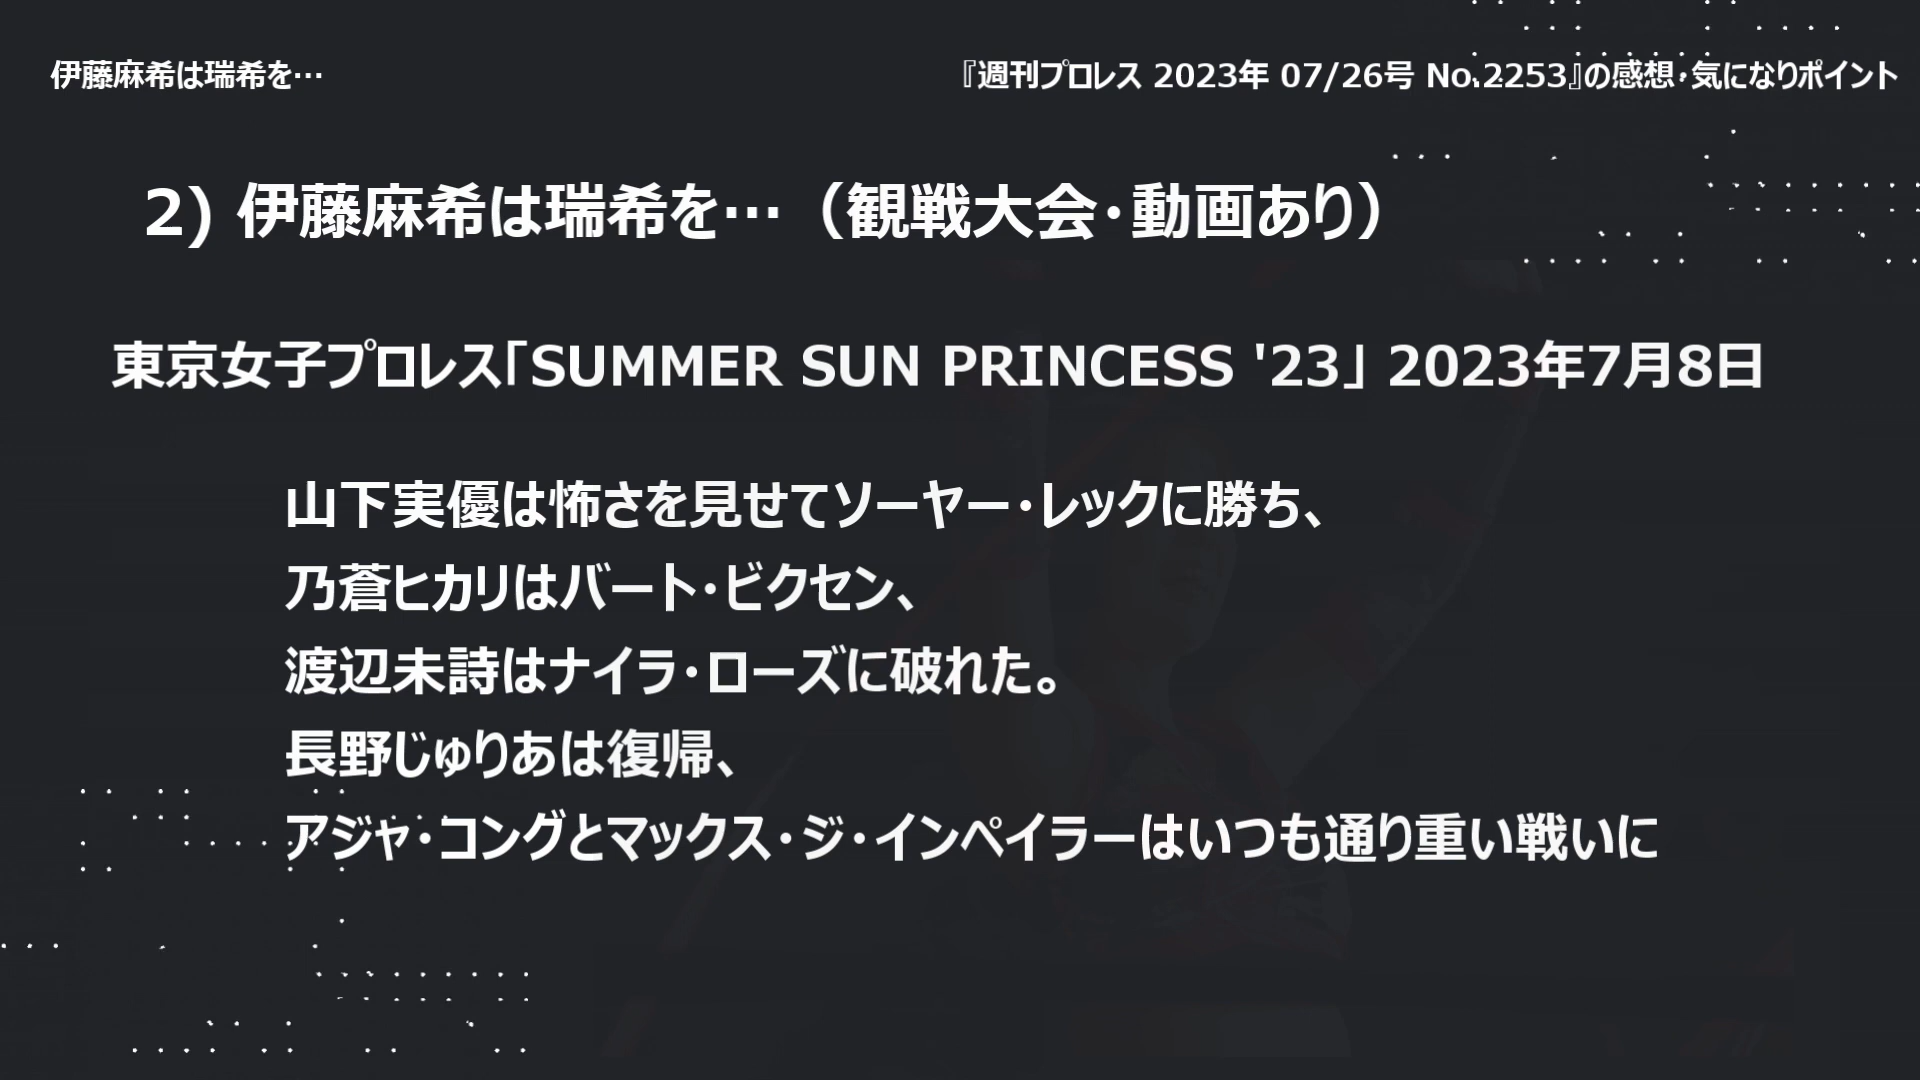 伊藤麻希は瑞希を…
『週刊プロレス 2023年 07/26号 No.2253』の感想・気になりポイント
2) 伊藤麻希は瑞希を…（観戦大会・動画あり）
東京女子プロレス「SUMMER SUN PRINCESS '23」 2023年7月8日
山下実優は怖さを見せてソーヤー・レックに勝ち、
乃蒼ヒカリはバート・ビクセン、
渡辺未詩はナイラ・ローズに破れた。
長野じゅりあは復帰、
アジャ・コングとマックス・ジ・インペイラーはいつも通り重い戦いに